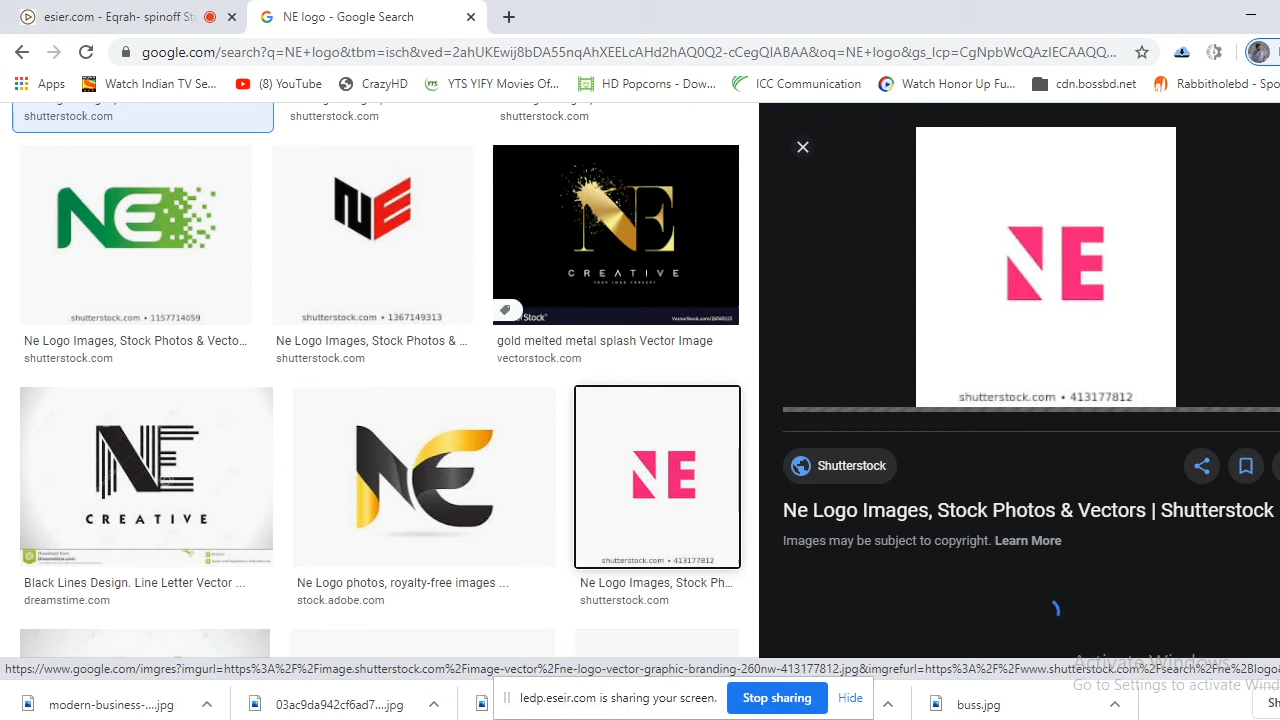 esier.com - Eqrah- spinoff St
NE logo - Google Search
google.com/search?q=NE+logo&tbm=isch&ved=
Apps
Watch Indian TV Se...
(8) YouTube
CrazyHD
YTS YIFY Movies Of...
HD Popcorns - Dow...
ICC Communication
Watch Honor Up Fu...
cdn.bossbd.net
Rabbitholebd - Spo
shutterstock.com
shutterstock.com
shutterstock.com
NE
shutterstock.com • 1157714059
NE
shutterstock.com • 1367149313
NE
CREATIVE
YOUR LOGO CONCEPT
Stock®
VectorStock.com/26363113
Ne Logo Images, Stock Photos & Vecto...
shutterstock.com
Ne Logo Images, Stock Photos & ...
shutterstock.com
gold melted metal splash Vector Image
vectorstock.com
NE
CREATIVE
NE
NE
shutterstock.com • 413177812
Black Lines Design. Line Letter Vector ...
dreamstime.com
Ne Logo photos, royalty-free images ...
stock.adobe.com
Ne Logo Images, Stock Ph...
shutterstock.com
NE
shutterstock.com • 413177812
Shutterstock
Ne Logo Images, Stock Photos & Vectors | Shutterstock
Images may be subject to copyright. Learn More
Activate Windows
Go to Settings to activate Wind
https://www.google.com/imgres?imgurl=https%3A%2F%2Fimage.shutterstock.com%2Fimage-vector%2Fne-logo-vector-graphic-branding-260nw-413177812.jpg&imgrefurl=https%3A%2F%2Fwww.shutterstock.com%2Fsearch%2Fne%2Blogo
mnm-m-business-....jpg
03ac9da942cf6ad7....jpg
ledp.eseir.com is sharing your screen.
Stop sharing
Hide
buss.jpg
Sh